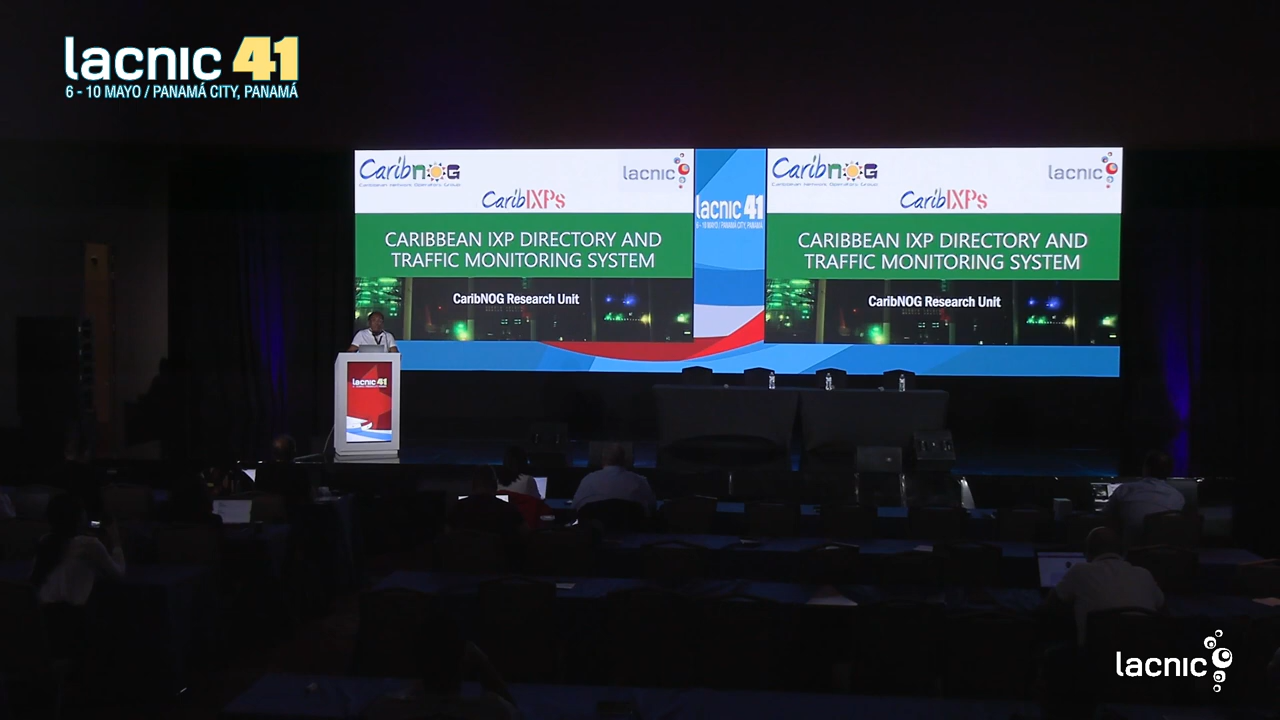 lacnic 41
6 - 10 MAYO / PANAMÁ CITY, PANAMÁ
CaribNOG
Caribbean Network Operators Group
lacnic
CaribIXPs
CARIBBEAN IXP DIRECTORY AND
TRAFFIC MONITORING SYSTEM
CaribNOG Research Unit
lacnic 41
6 - 10 MAYO / PANAMÁ CITY, PANAMÁ
CaribNOG
Caribbean Network Operators Group
lacnic
CaribIXPs
CARIBBEAN IXP DIRECTORY AND
TRAFFIC MONITORING SYSTEM
CaribNOG Research Unit
lacnic 41
lacnic